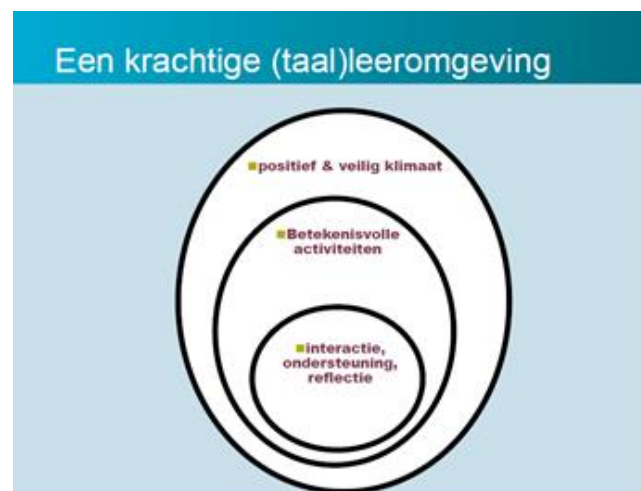 Een krachtige (taal)leeromgeving
positief & veilig klimaat
Betekenisvolle
activiteiten
interactie,
ondersteuning,
reflectie